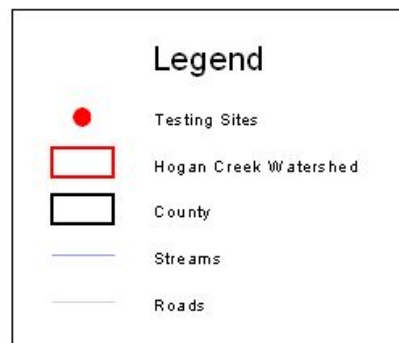 Legend
Testing Sites
Hogan Creek Watershed
County
Streams
Roads